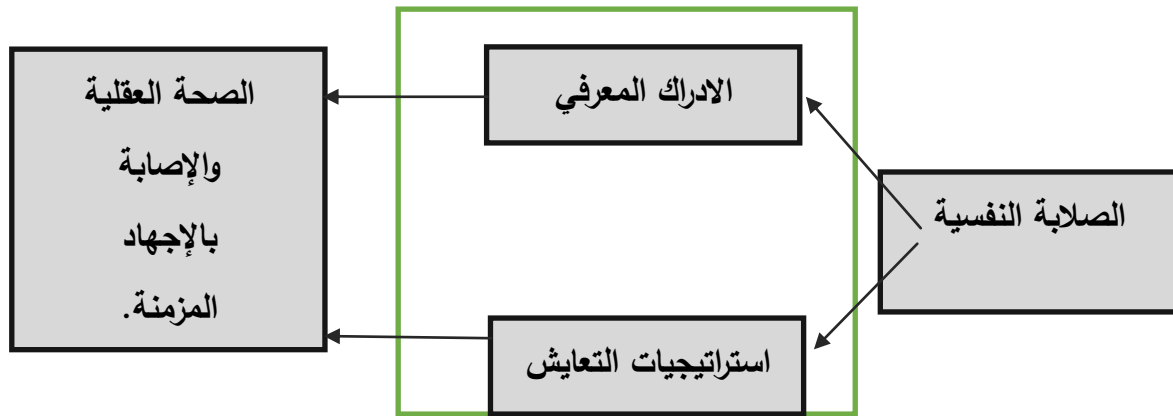 الصلابة النفسية
الادراك المعرفي
استراتيجيات التعايش
الصحة العقلية
والإصابة
بالإجهاد
المزمنة.